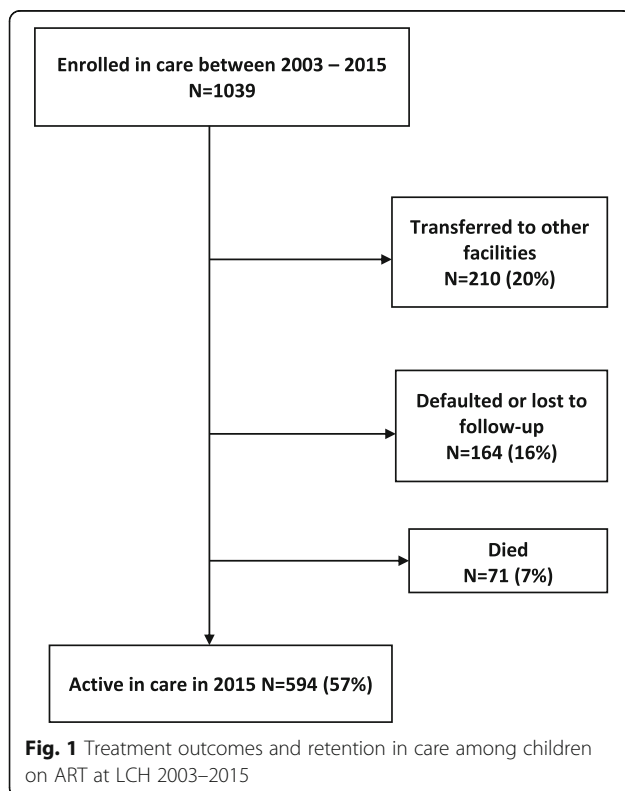 Enrolled in care between 2003 – 2015
N=1039
Transferred to other
facilities
N=210 (20%)
Defaulted or lost to
follow-up
N=164 (16%)
Died
N=71 (7%)
Active in care in 2015 N=594 (57%)
Fig. 1 Treatment outcomes and retention in care among children
on ART at LCH 2003–2015